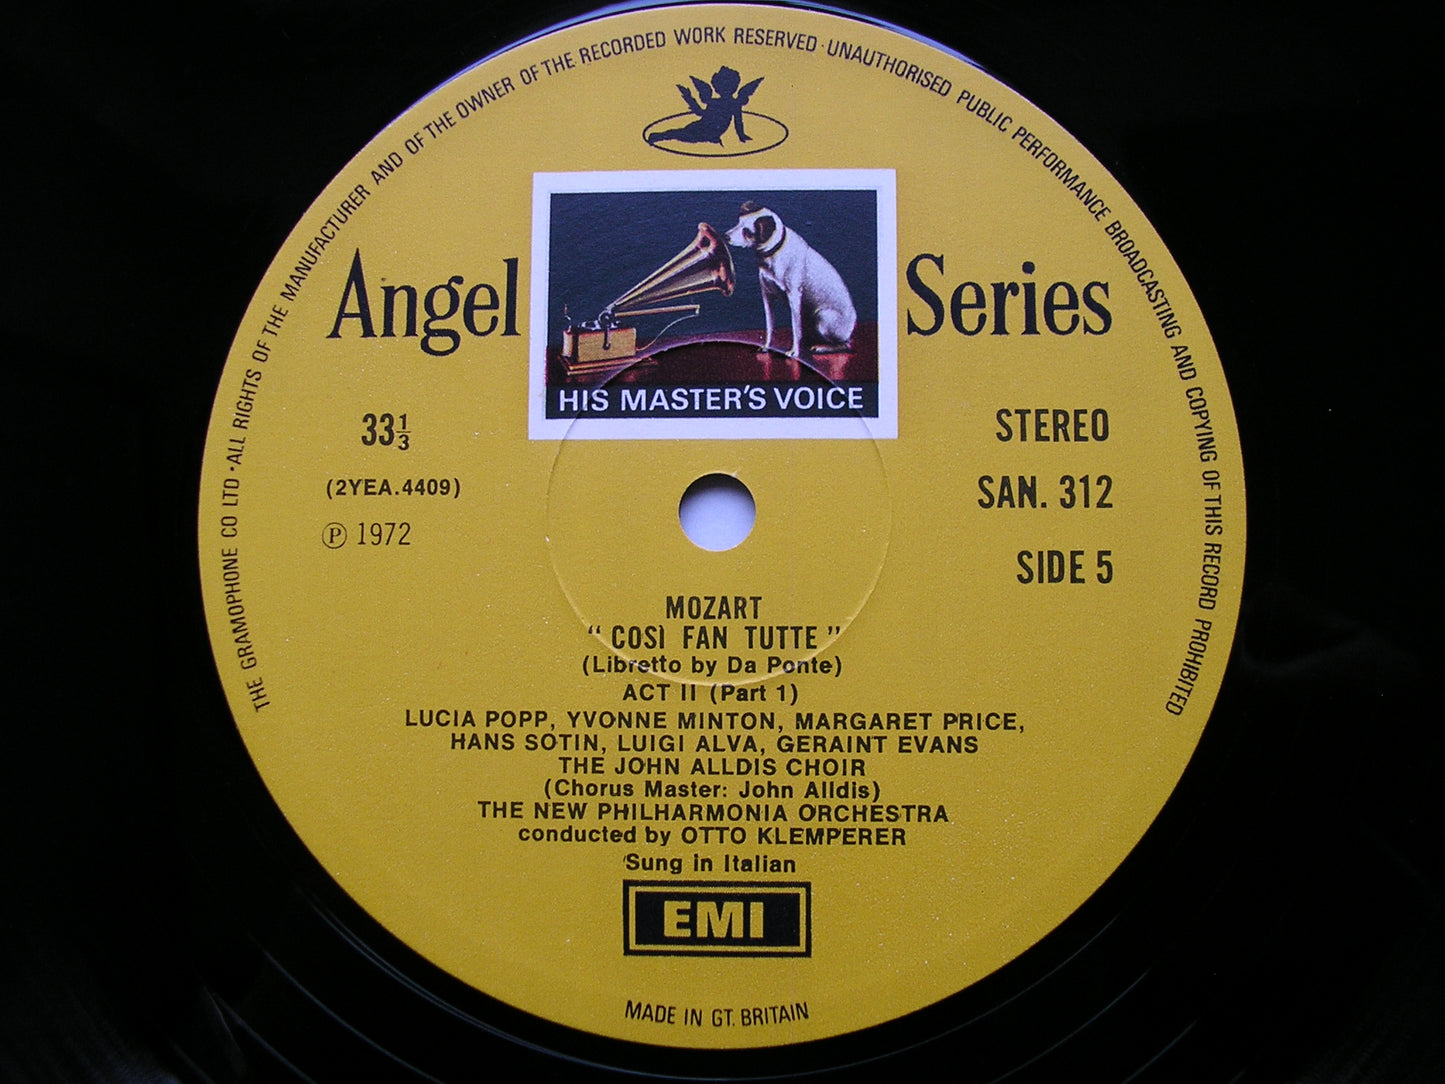 THE GRAMOPHONE CO LTD · ALL RIGHTS OF THE MANUFACTURER AND OF THE OWNER OF THE RECORDED WORK RESERVED · UNAUTHORISED PUBLIC PERFORMANCE BROADCASTING AND COPYING OF THIS RECORD PROHIBITED
Angel Series
HIS MASTER'S VOICE
33⅓
(2YEA.4409)
Ⓟ 1972
STEREO
SAN. 312
SIDE 5
MOZART
“ COSÌ FAN TUTTE ”
(Libretto by Da Ponte)
ACT II (Part 1)
LUCIA POPP, YVONNE MINTON, MARGARET PRICE,
HANS SOTIN, LUIGI ALVA, GERAINT EVANS
THE JOHN ALLDIS CHOIR
(Chorus Master: John Alldis)
THE NEW PHILHARMONIA ORCHESTRA
conducted by OTTO KLEMPERER
Sung in Italian
EMI
MADE IN GT. BRITAIN